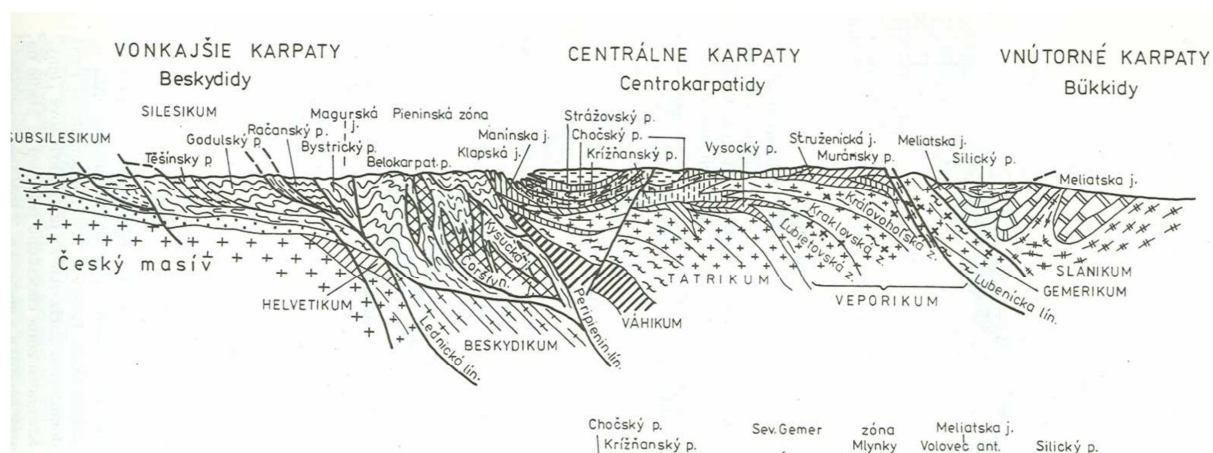 VONKAJŠIE KARPATY
Beskydidy
CENTRÁLNE KARPATY
Centrokarpatidy
VNÚTORNÉ KARPATY
Bükkidy
SUBSILESIKUM
SILESIKUM
Těšínsky p.
Godulský p.
Račanský p.
Magurská j.
Bystrický p.
Pieninská zóna
Belokarpat. p.
Manínska j.
Klapská j.
Strážovský p.
Chočský p.
Krížňanský p.
Vysocký p.
Struženická j.
Muránsky p.
Meliatska j.
Silický p.
Meliatska j.
Český masív
HELVETIKUM
Lednická lín.
BESKYDIKUM
Kysucká j.
Čorštyn.
Peripienin. lín.
VÁHIKUM
TATRIKUM
Ľubietovská z.
Kraklovská z.
Kráľovahoľská z.
VEPORIKUM
Lubenícka lín.
GEMERIKUM
SLANIKUM
Chočský p.
Krížňanský p.
Sev. Gemer
zóna
Mlynky
Meliatska j.
Volovec ant.
Silický p.